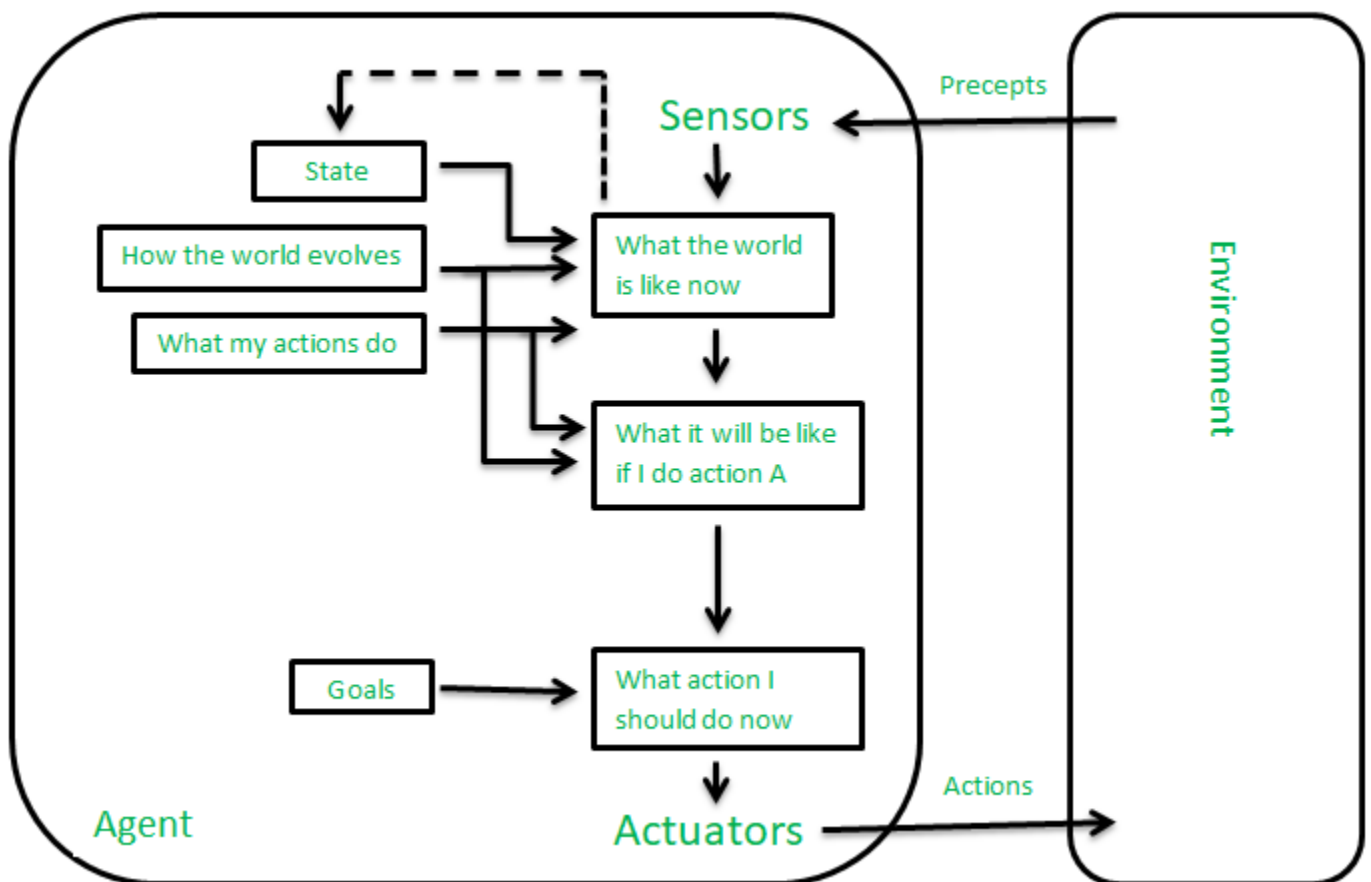 Precepts
Sensors
State
How the world evolves
What my actions do
What the world
is like now
What it will be like
if I do action A
Goals
What action I
should do now
Agent
Actuators
Actions
Environment